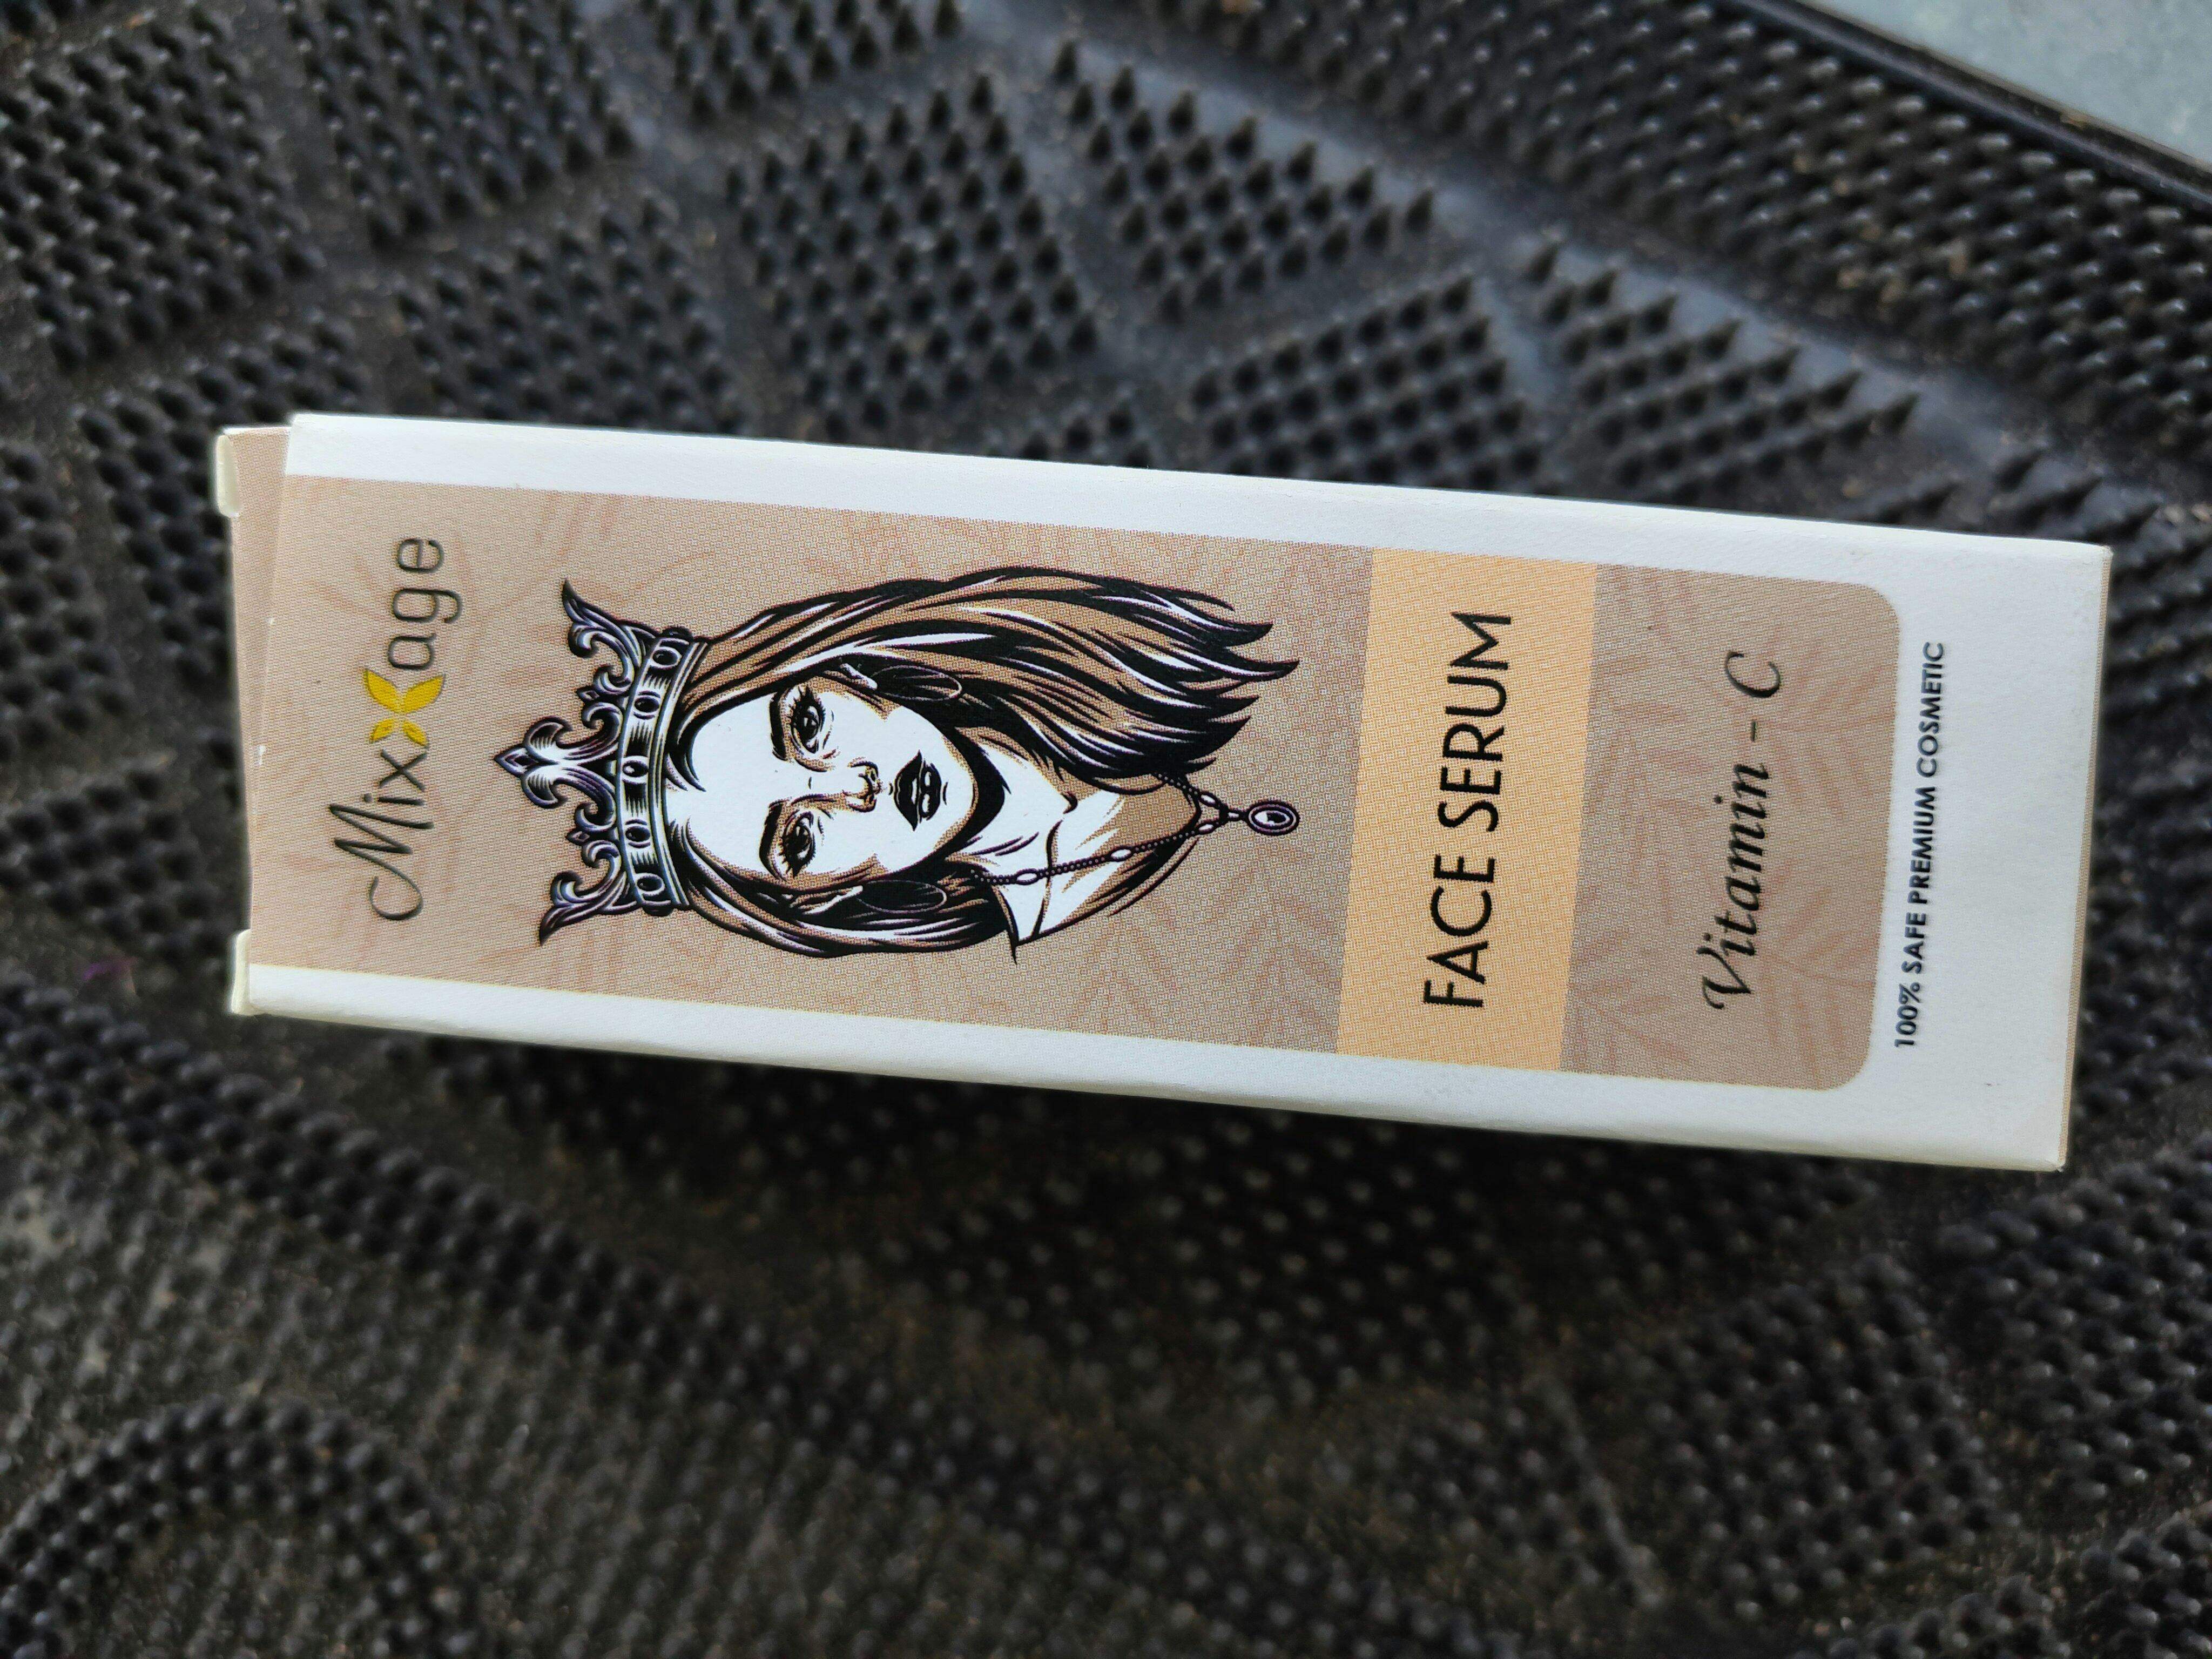 MixXage
FACE SERUM
Vitamin - C
100% SAFE PREMIUM COSMETIC